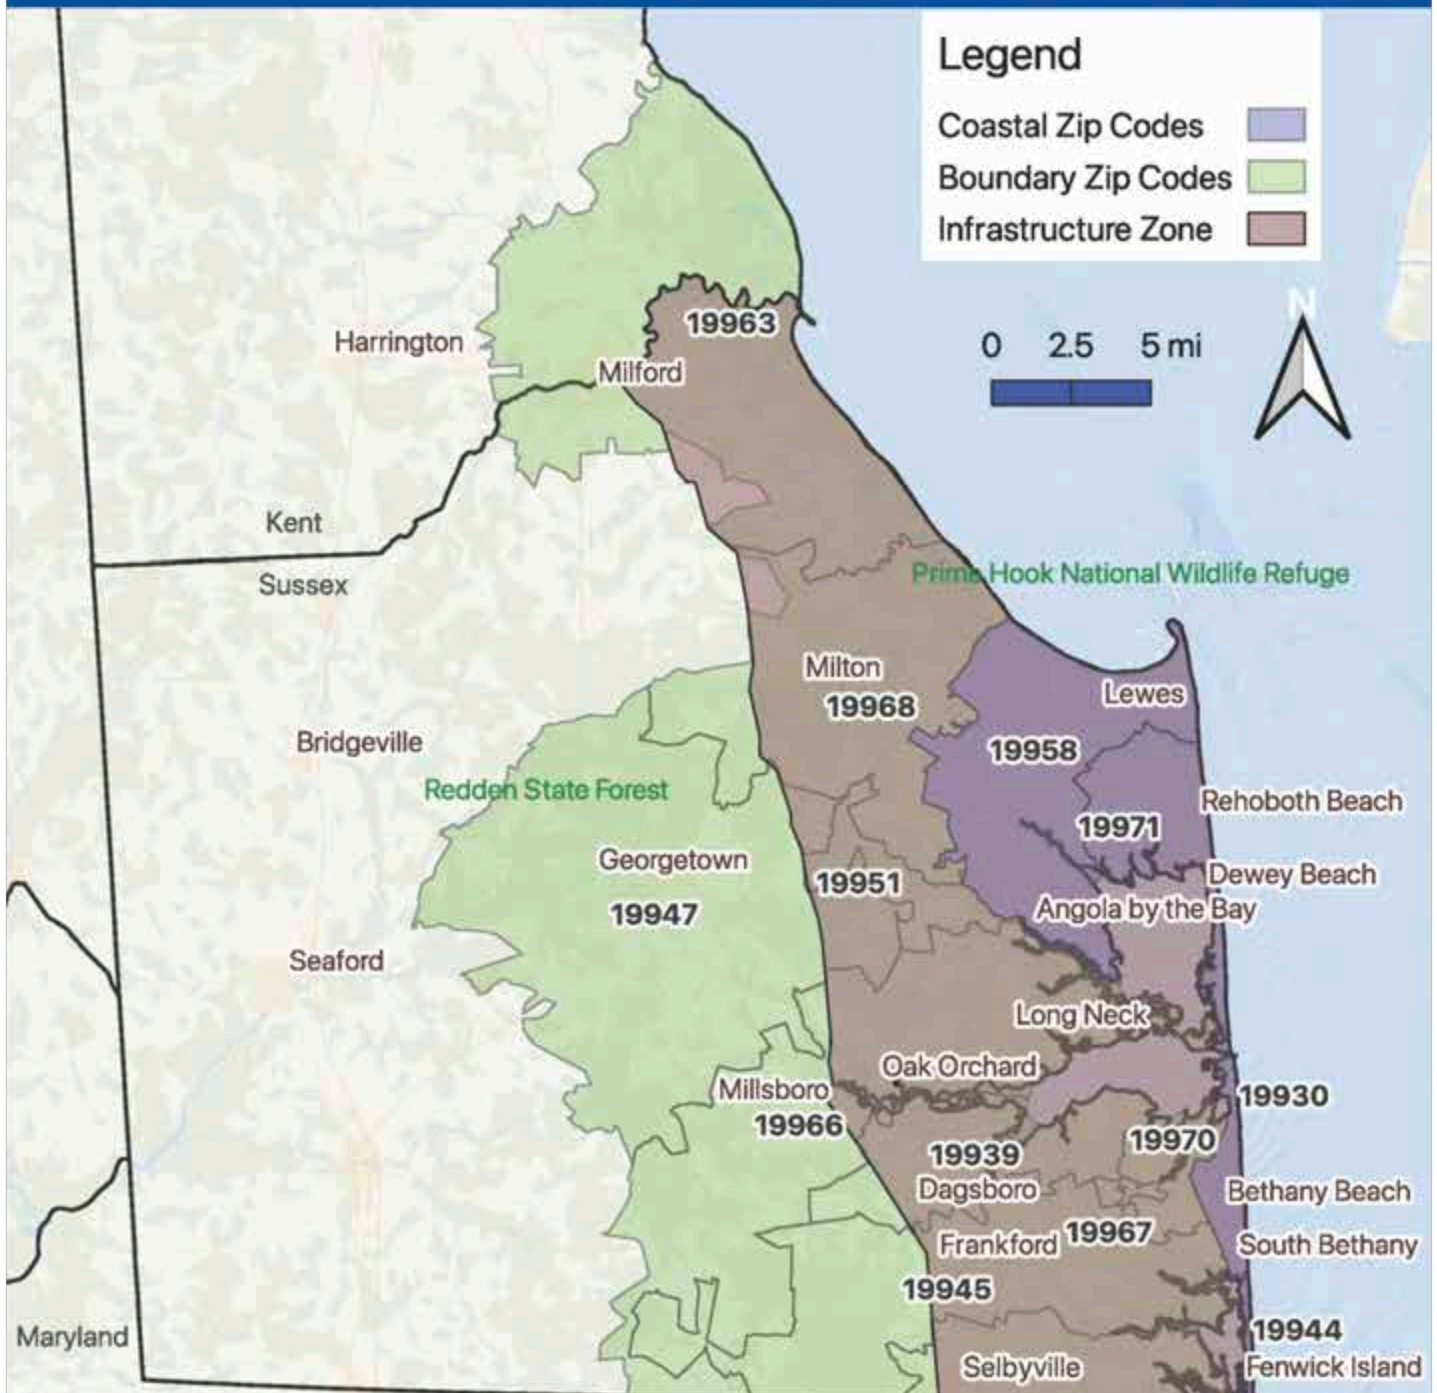 Legend
Coastal Zip Codes
Boundary Zip Codes
Infrastructure Zone
N
0 2.5 5 mi
19963
Harrington
Milford
Kent
Prime Hook National Wildlife Refuge
Sussex
Milton
Lewes
19968
Bridgeville
19958
Redden State Forest
Rehoboth Beach
19971
Georgetown
Dewey Beach
19951
19947
Angola by the Bay
Seaford
Long Neck
Oak Orchard
Millsboro
19930
19966
19970
19939
Dagsboro
Bethany Beach
19967
Frankford
South Bethany
19945
19944
Maryland
Selbyville
Fenwick Island